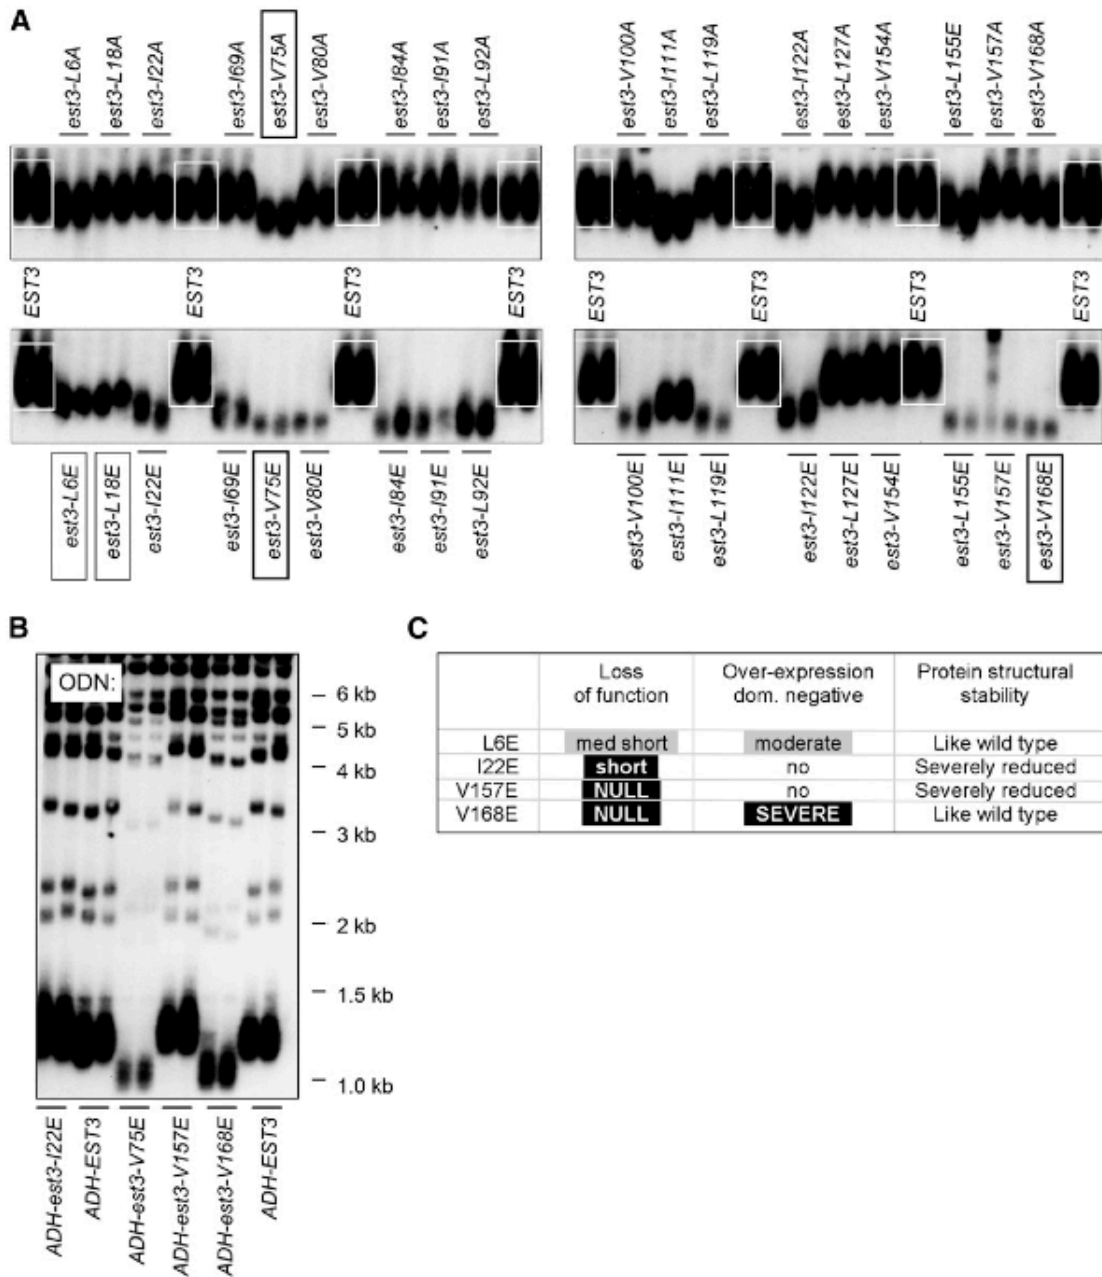 A
est3-L6A
est3-L18A
est3-I22A
est3-I69A
est3-V75A
est3-V80A
est3-I84A
est3-I91A
est3-L92A
est3-V100A
est3-I111A
est3-L119A
est3-I122A
est3-L127A
est3-V154A
est3-L155E
est3-V157A
est3-V168A
EST3
EST3
EST3
EST3
EST3
EST3
EST3
EST3
est3-L6E
est3-L18E
est3-I22E
est3-I69E
est3-V75E
est3-V80E
est3-I84E
est3-I91E
est3-L92E
est3-V100E
est3-I111E
est3-L119E
est3-I122E
est3-L127E
est3-V154E
est3-L155E
est3-V157E
est3-V168E
B
ODN:
6 kb
5 kb
4 kb
3 kb
2 kb
1.5 kb
1.0 kb
ADH-est3-I22E
ADH-EST3
ADH-est3-V75E
ADH-est3-V157E
ADH-est3-V168E
ADH-EST3
C
Loss of function Over-expression dom. negative Protein structural stability
L6E med short moderate Like wild type
I22E short no Severely reduced
V157E NULL no Severely reduced
V168E NULL SEVERE Like wild type